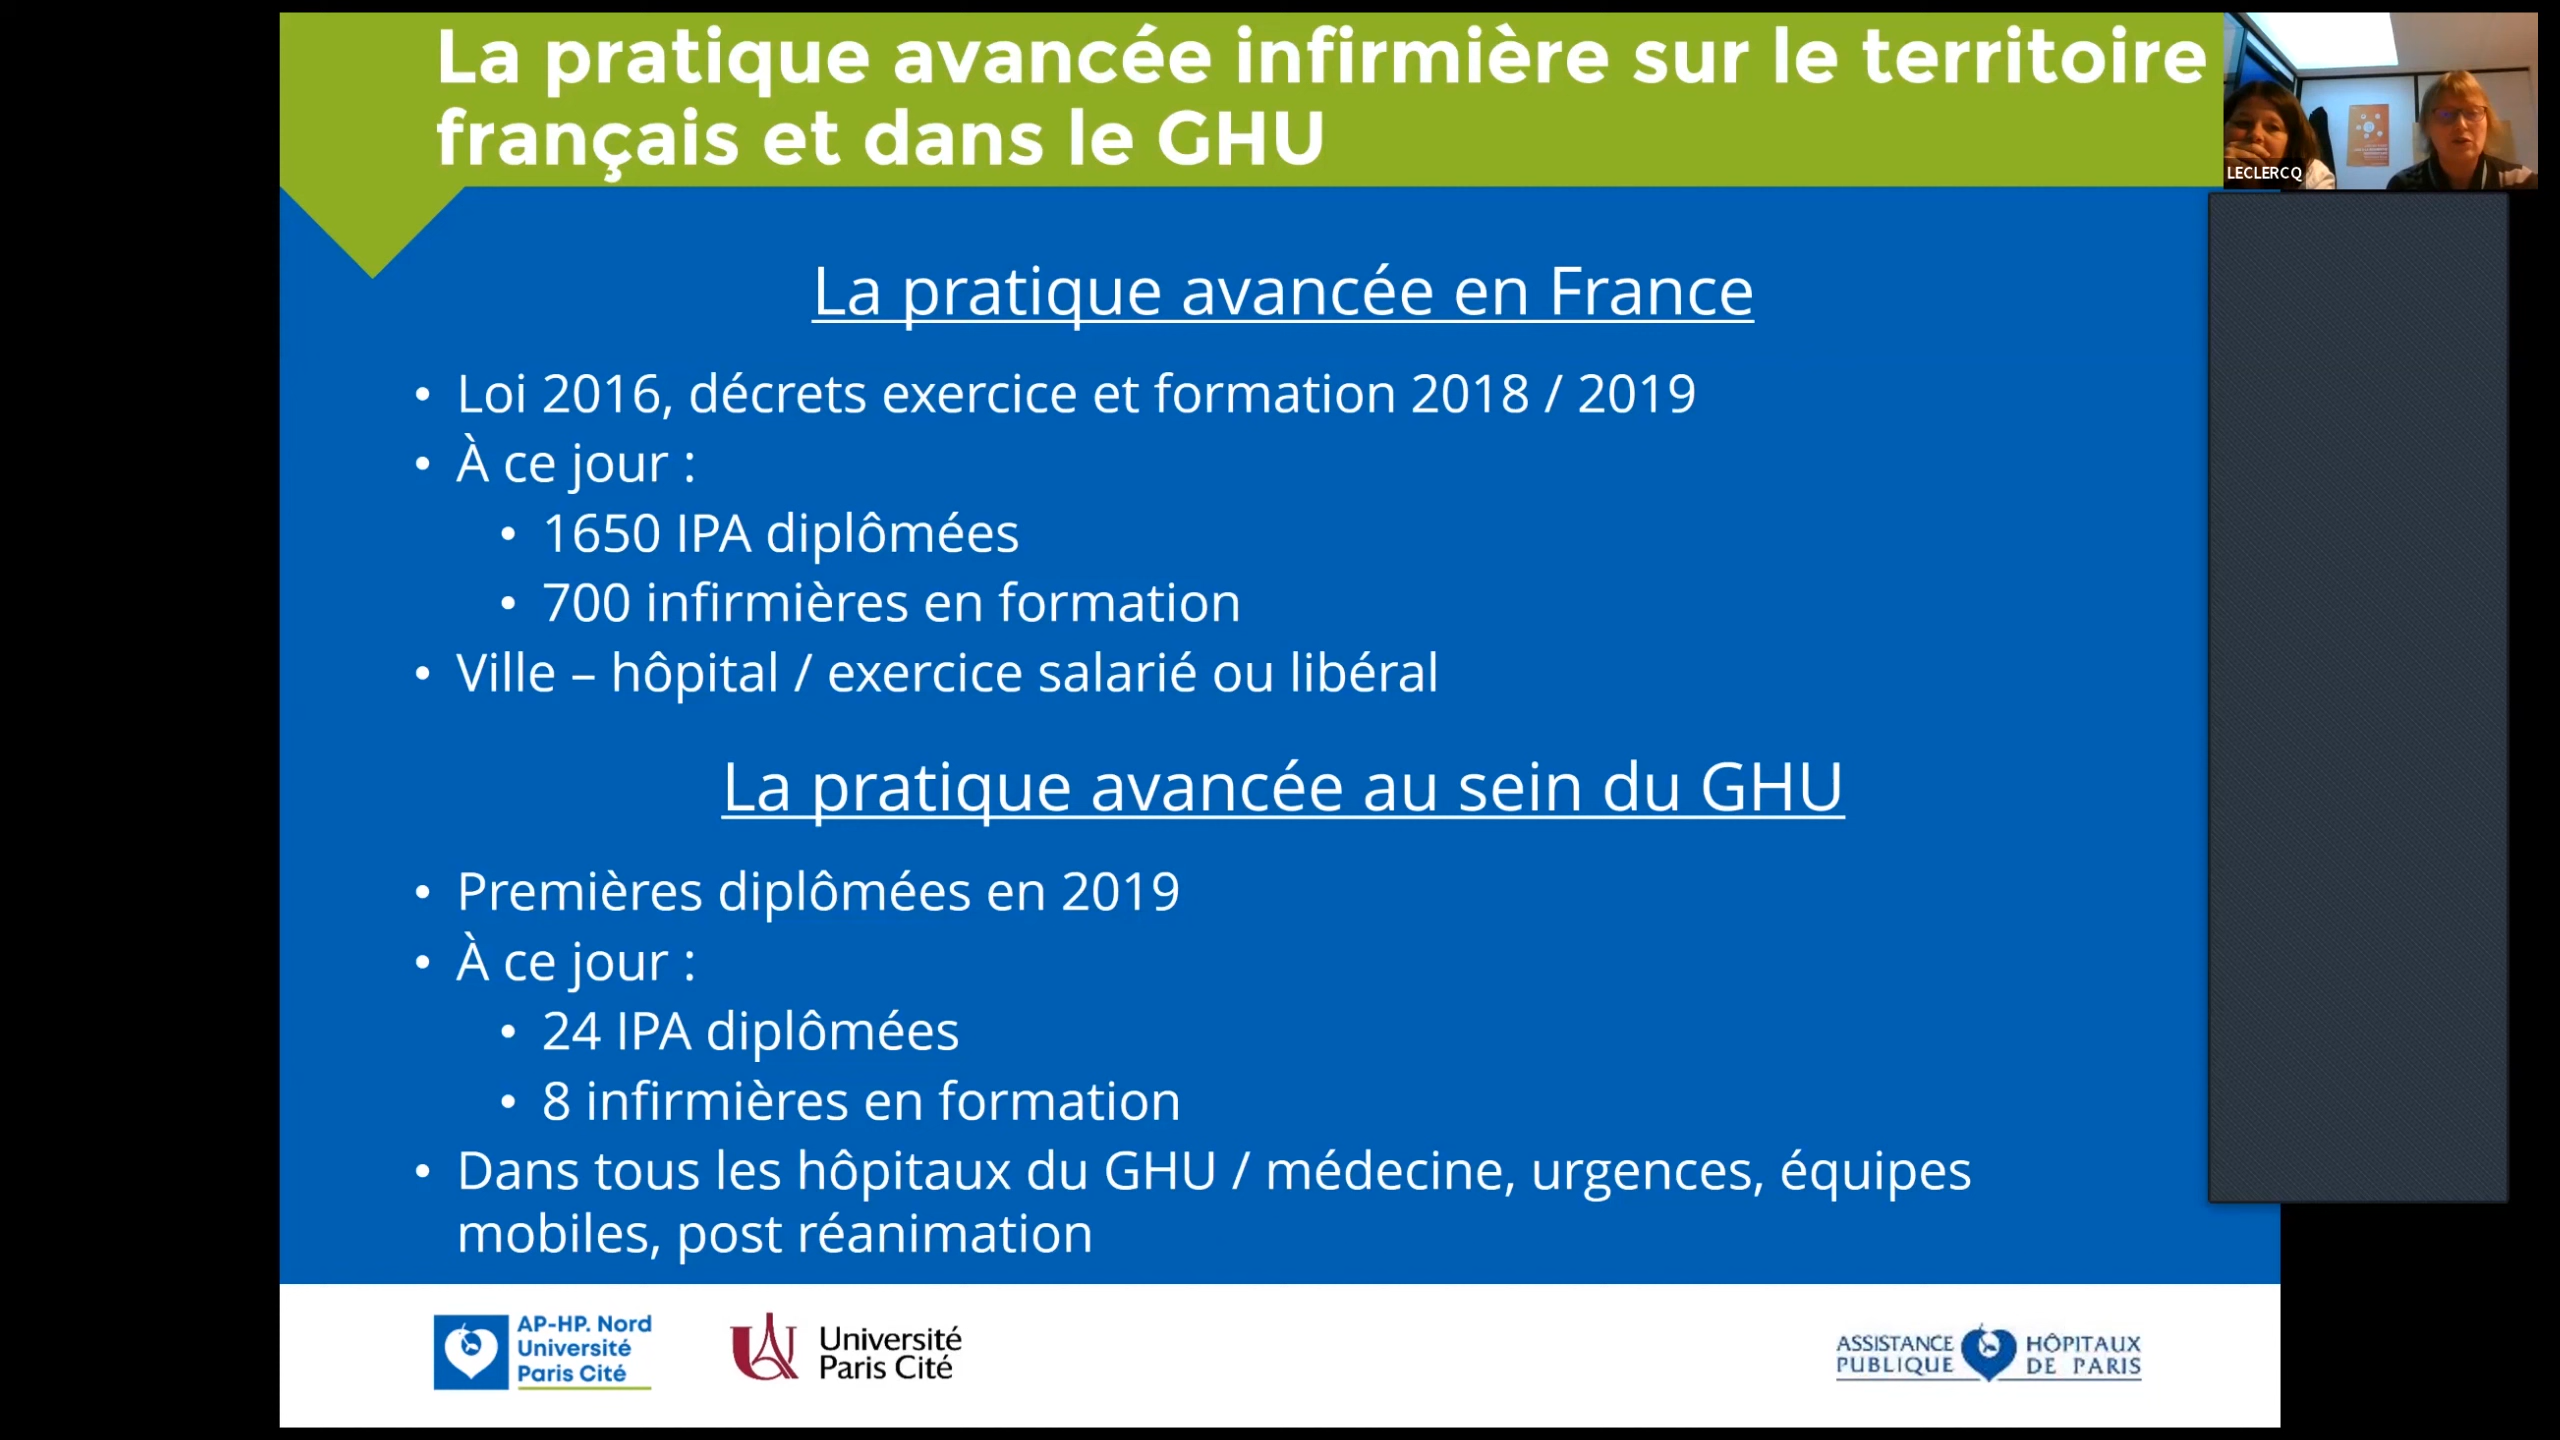 La pratique avancée infirmière sur le territoire
français et dans le GHU
LECLERCQ
La pratique avancée en France
• Loi 2016, décrets exercice et formation 2018 / 2019
• À ce jour :
• 1650 IPA diplômées
• 700 infirmières en formation
• Ville – hôpital / exercice salarié ou libéral
La pratique avancée au sein du GHU
• Premières diplômées en 2019
• À ce jour :
• 24 IPA diplômées
• 8 infirmières en formation
• Dans tous les hôpitaux du GHU / médecine, urgences, équipes
mobiles, post réanimation
AP-HP. Nord
Université
Paris Cité
Université
Paris Cité
ASSISTANCE HÔPITAUX
PUBLIQUE DE PARIS